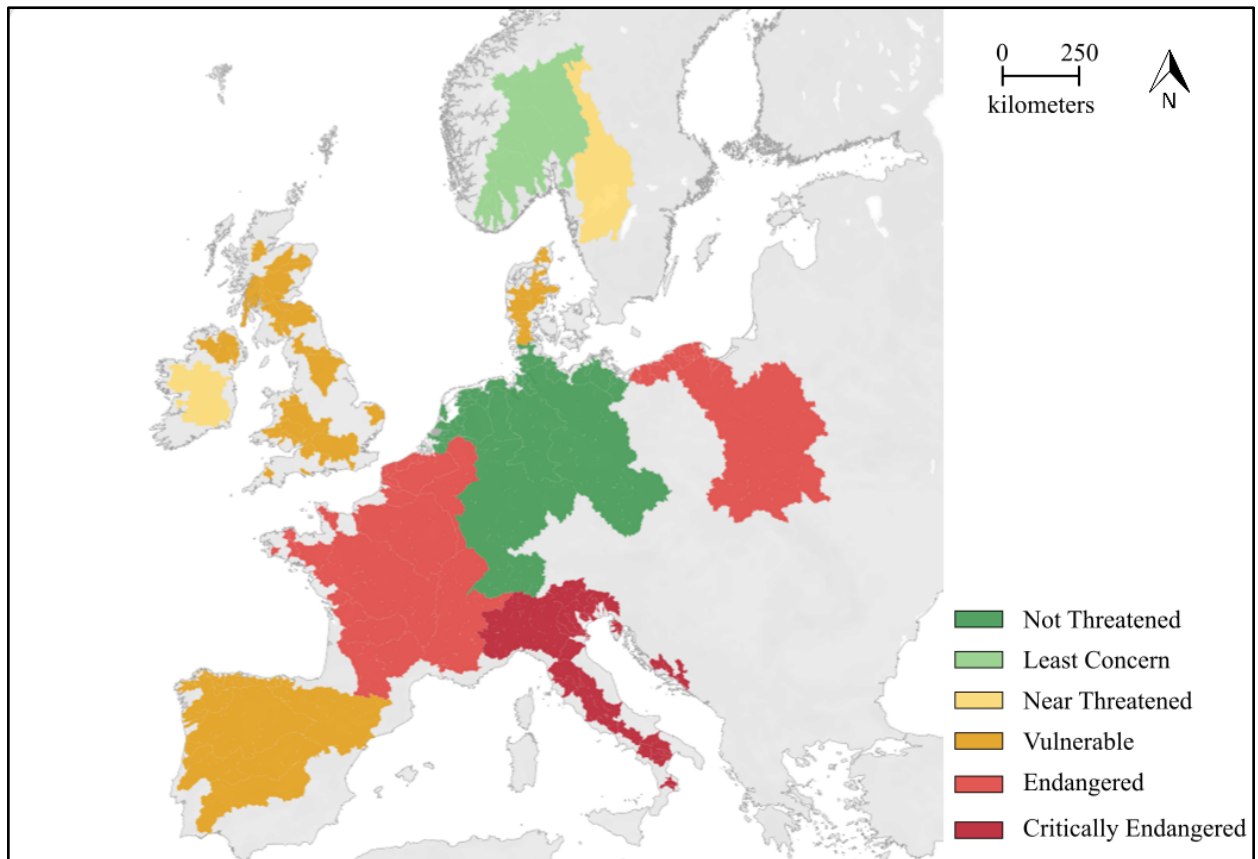 0 250
kilometers
N
Not Threatened
Least Concern
Near Threatened
Vulnerable
Endangered
Critically Endangered